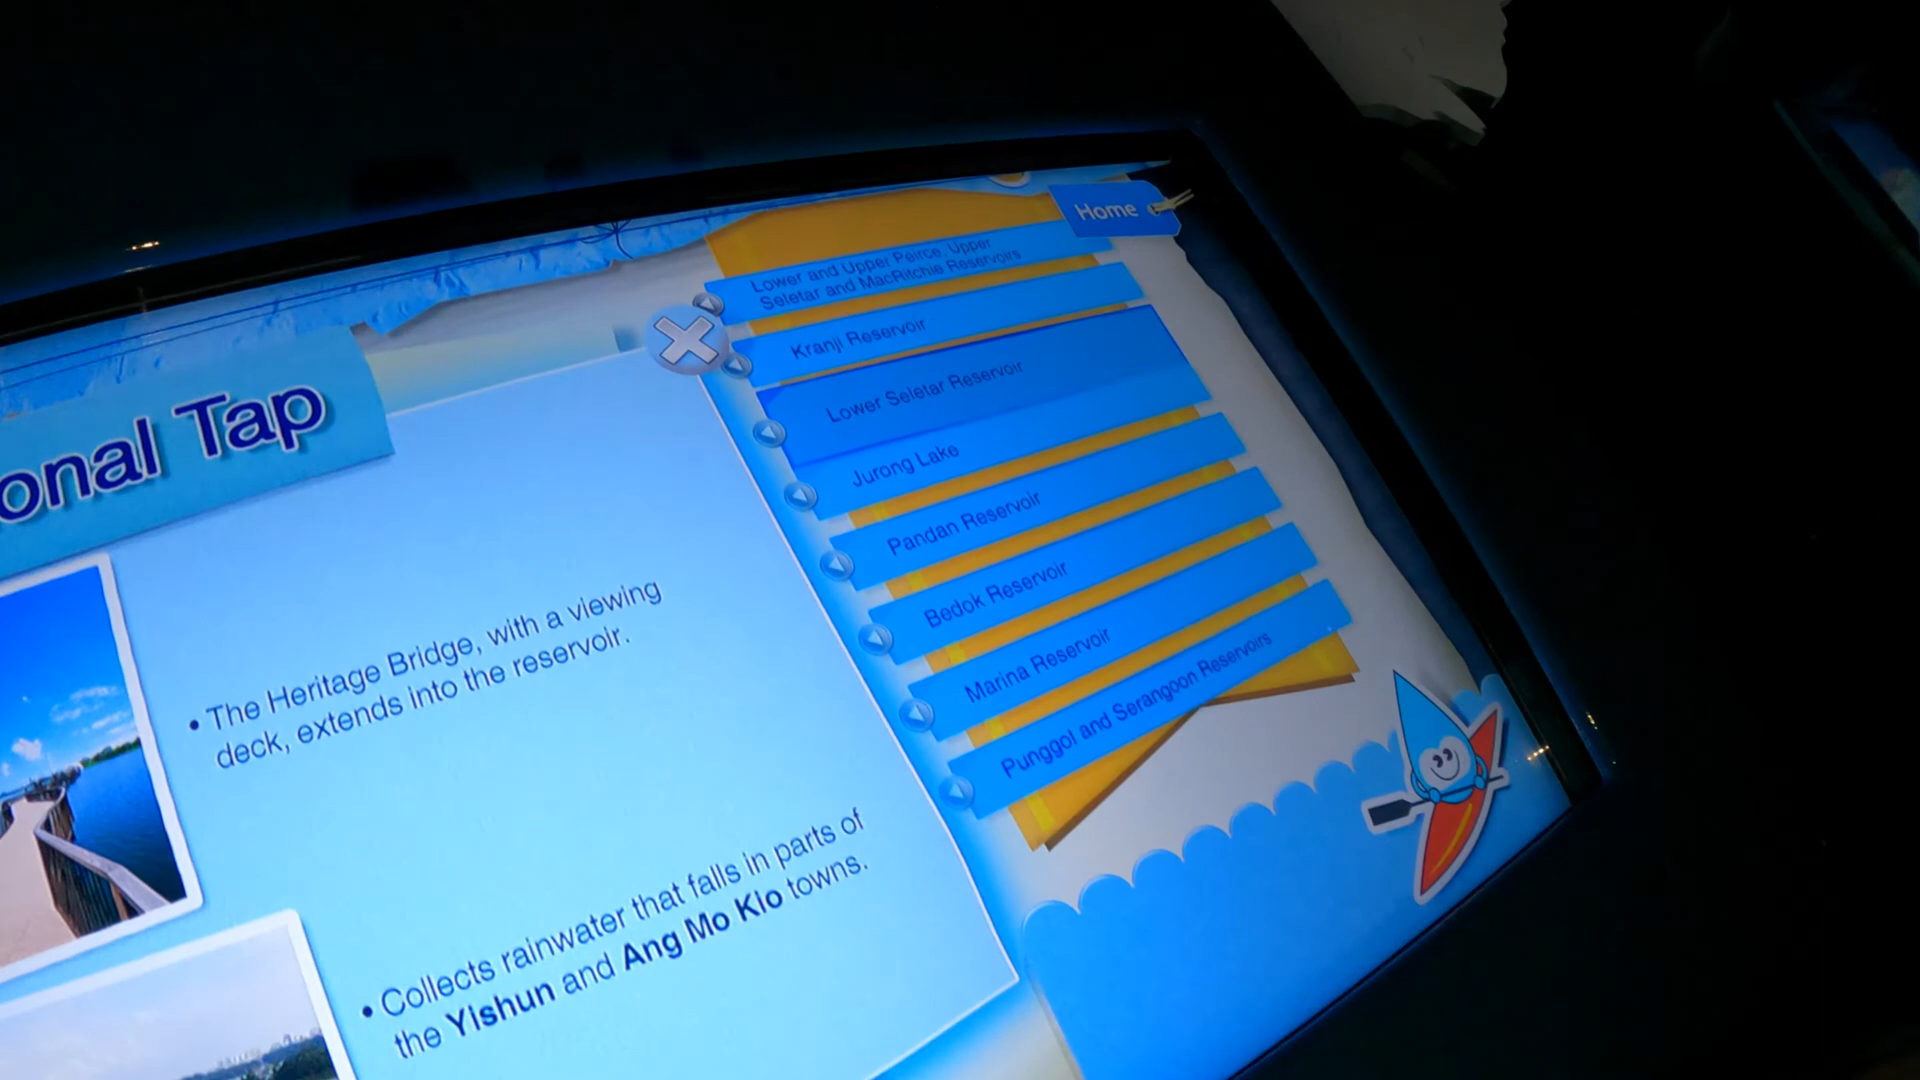 onal Tap
• The Heritage Bridge, with a viewing
deck, extends into the reservoir.
• Collects rainwater that falls in parts of
the Yishun and Ang Mo Kio towns.
Home
Lower and Upper Peirce, Upper
Seletar and MacRitchie Reservoirs
Kranji Reservoir
Lower Seletar Reservoir
Jurong Lake
Pandan Reservoir
Bedok Reservoir
Marina Reservoir
Punggol and Serangoon Reservoirs